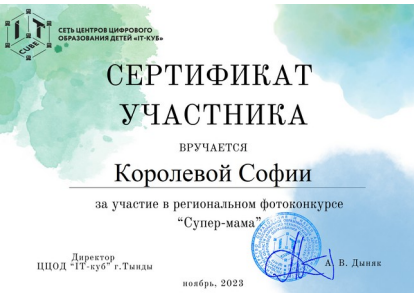 IT
CUBE
СЕТЬ ЦЕНТРОВ ЦИФРОВОГО
ОБРАЗОВАНИЯ ДЕТЕЙ «IT-КУБ»
СЕРТИФИКАТ
УЧАСТНИКА
ВРУЧАЕТСЯ
Королевой Софии
за участие в региональном фотоконкурсе
“Супер-мама”
Директор
ЦЦОД “IT-куб” г.Тынды
А. В. Дыняк
ноябрь, 2023